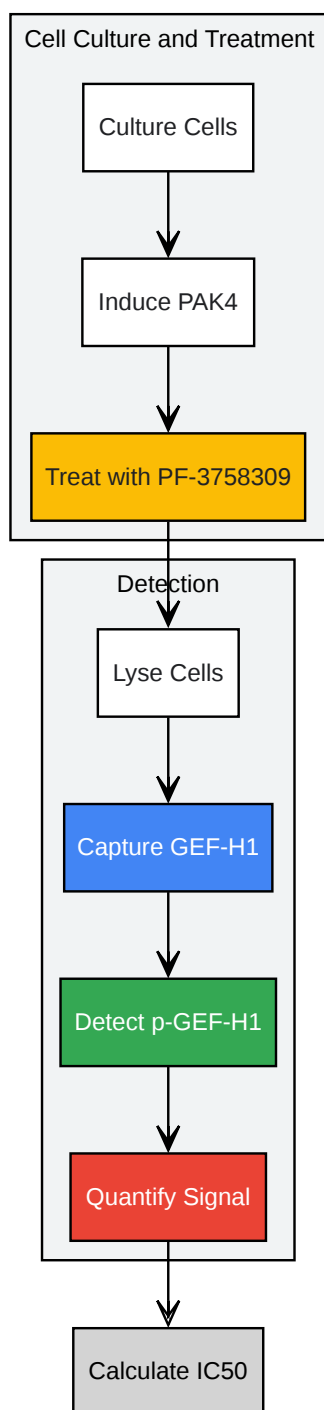 Cell Culture and Treatment
Culture Cells
Induce PAK4
Treat with PF-3758309
Detection
Lyse Cells
Capture GEF-H1
Detect p-GEF-H1
Quantify Signal
Calculate IC50